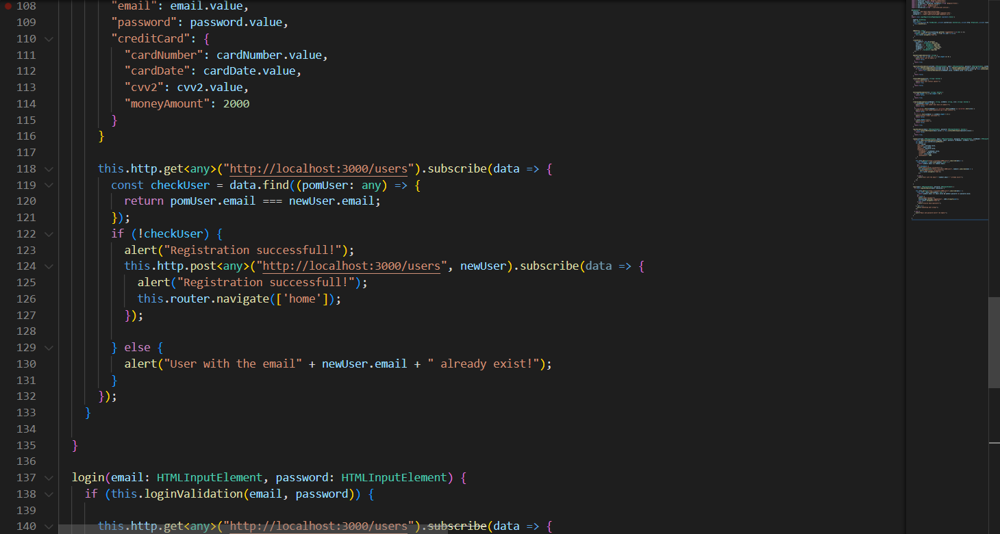 108 "email": email.value,
109 "password": password.value,
110 "creditCard": {
111 "cardNumber": cardNumber.value,
112 "cardDate": cardDate.value,
113 "cvv2": cvv2.value,
114 "moneyAmount": 2000
115 }
116 }
117
118 this.http.get<any>("http://localhost:3000/users").subscribe(data => {
119 const checkUser = data.find((pomUser: any) => {
120 return pomUser.email === newUser.email;
121 });
122 if (!checkUser) {
123 alert("Registration successfull!");
124 this.http.post<any>("http://localhost:3000/users", newUser).subscribe(data => {
125 alert("Registration successfull!");
126 this.router.navigate(['home']);
127 });
128
129 } else {
130 alert("User with the email" + newUser.email + " already exist!");
131 }
132 });
133 }
134
135 }
136
137 login(email: HTMLInputElement, password: HTMLInputElement) {
138 if (this.loginValidation(email, password)) {
139
140 this.http.get<any>("http://localhost:3000/users").subscribe(data => {